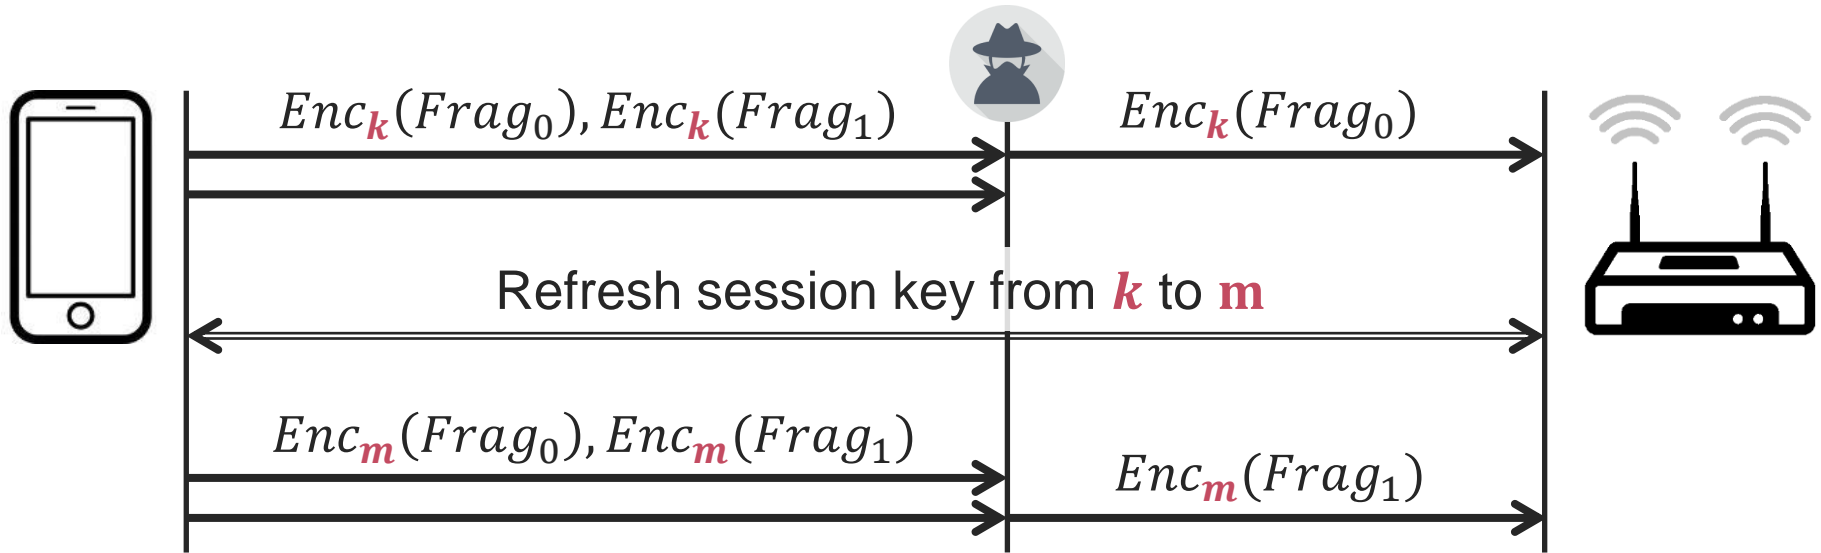 Enc_k(Frag_0), Enc_k(Frag_1)
Enc_k(Frag_0)
Refresh session key from k to m
Enc_m(Frag_0), Enc_m(Frag_1)
Enc_m(Frag_1)